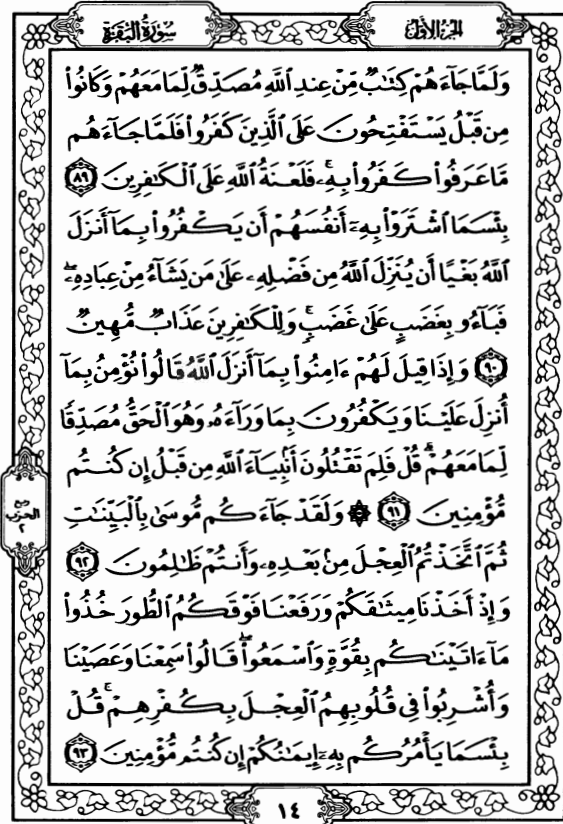 سُورَةُ البَقَرَةِ
الجُزْءُ الأَوَّلُ
وَلَمَّا جَآءَهُمْ كِتَٰبٌ مِّنْ عِندِ ٱللَّهِ مُصَدِّقٌ لِّمَا مَعَهُمْ وَكَانُوا۟
مِن قَبْلُ يَسْتَفْتِحُونَ عَلَى ٱلَّذِينَ كَفَرُوا۟ فَلَمَّا جَآءَهُم
مَّا عَرَفُوا۟ كَفَرُوا۟ بِهِۦۚ فَلَعْنَةُ ٱللَّهِ عَلَى ٱلْكَٰفِرِينَ ٨٩
بِئْسَمَا ٱشْتَرَوْا۟ بِهِۦٓ أَنفُسَهُمْ أَن يَكْفُرُوا۟ بِمَآ أَنزَلَ
ٱللَّهُ بَغْيًا أَن يُنَزِّلَ ٱللَّهُ مِن فَضْلِهِۦ عَلَىٰ مَن يَشَآءُ مِنْ عِبَادِهِۦۖ
فَبَآءُو بِغَضَبٍ عَلَىٰ غَضَبٍۚ وَلِلْكَٰفِرِينَ عَذَابٌ مُّهِينٌ
٩٠ وَإِذَا قِيلَ لَهُمْ ءَامِنُوا۟ بِمَآ أَنزَلَ ٱللَّهُ قَالُوا۟ نُؤْمِنُ بِمَآ
أُنزِلَ عَلَيْنَا وَيَكْفُرُونَ بِمَا وَرَآءَهُۥ وَهُوَ ٱلْحَقُّ مُصَدِّقًا
لِّمَا مَعَهُمْۗ قُلْ فَلِمَ تَقْتُلُونَ أَنۢبِيَآءَ ٱللَّهِ مِن قَبْلُ إِن كُنتُم
مُّؤْمِنِينَ ٩١ ۞ وَلَقَدْ جَآءَكُم مُّوسَىٰ بِٱلْبَيِّنَٰتِ
ثُمَّ ٱتَّخَذْتُمُ ٱلْعِجْلَ مِنۢ بَعْدِهِۦ وَأَنتُمْ ظَٰلِمُونَ ٩٢
وَإِذْ أَخَذْنَا مِيثَٰقَكُمْ وَرَفَعْنَا فَوْقَكُمُ ٱلطُّورَ خُذُوا۟
مَآ ءَاتَيْنَٰكُم بِقُوَّةٍ وَٱسْمَعُوا۟ۖ قَالُوا۟ سَمِعْنَا وَعَصَيْنَا
وَأُشْرِبُوا۟ فِى قُلُوبِهِمُ ٱلْعِجْلَ بِكُفْرِهِمْۚ قُلْ
بِئْسَمَا يَأْمُرُكُم بِهِۦٓ إِيمَٰنُكُمْ إِن كُنتُم مُّؤْمِنِينَ ٩٣
ربع
الحزب
٢
١٤